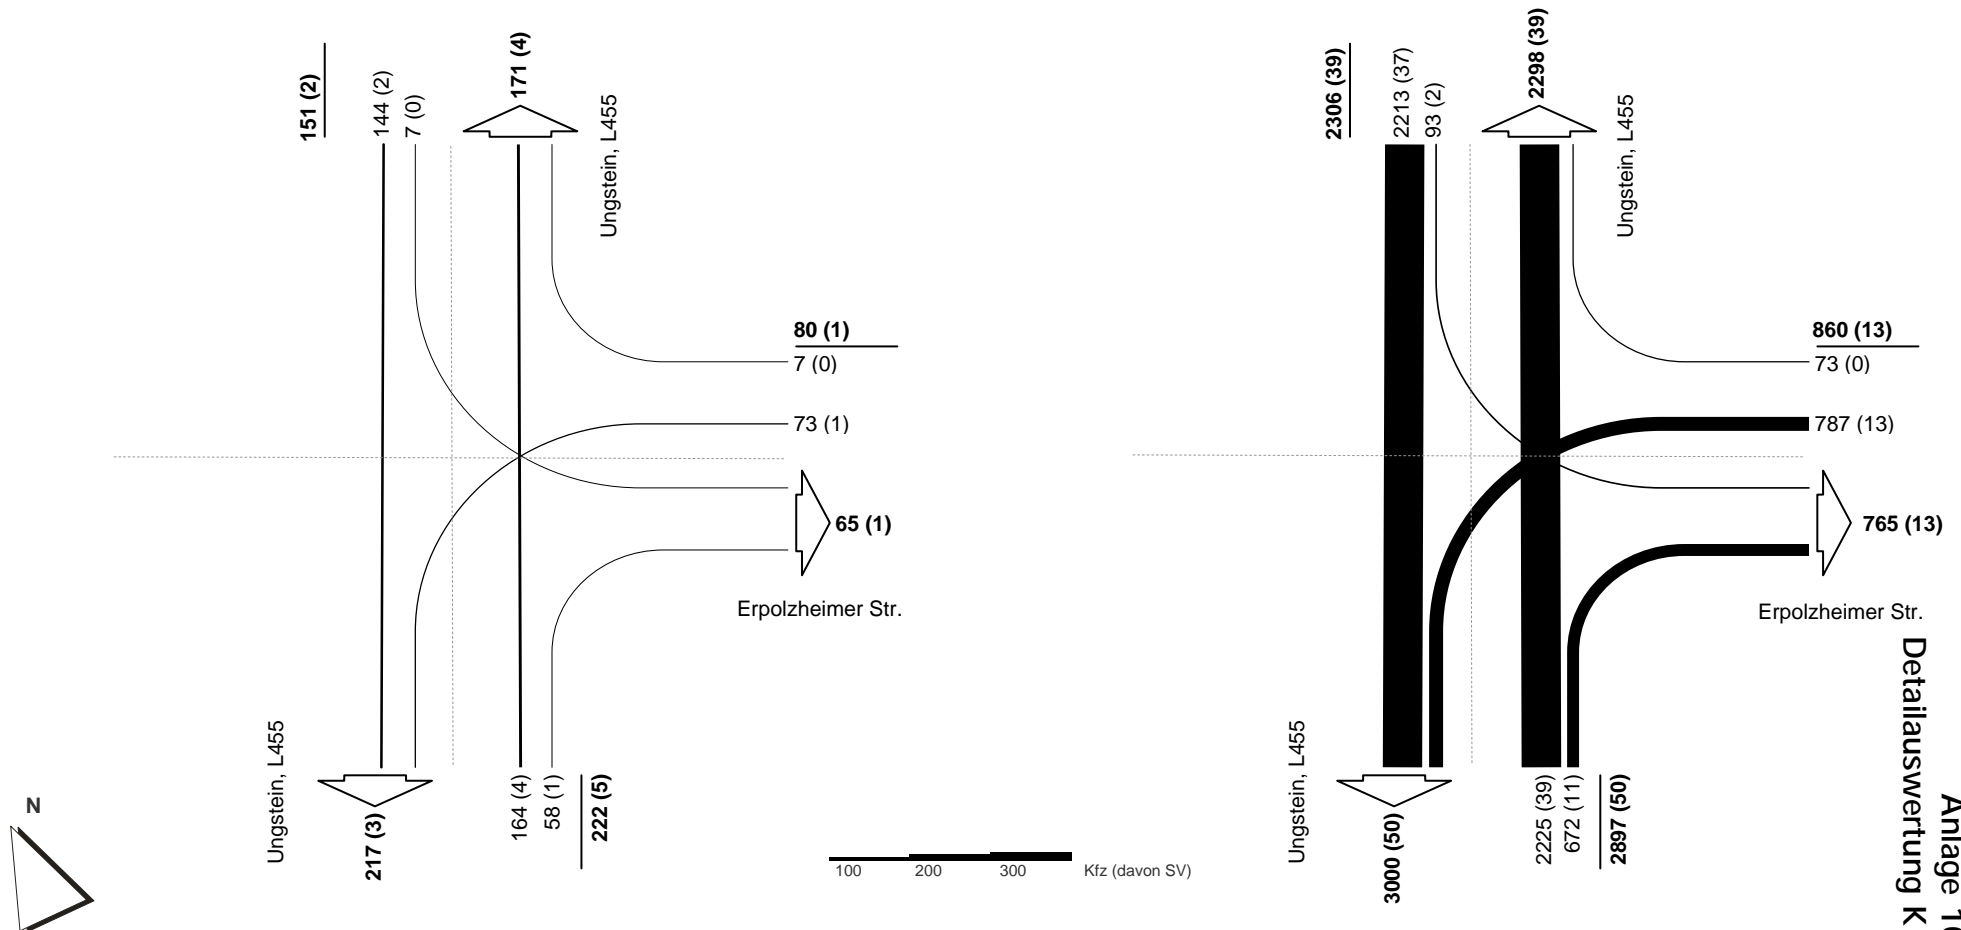 151 (2)
144 (2)
7 (0)
171 (4)
Ungstein, L455
80 (1)
7 (0)
73 (1)
65 (1)
Erpolzheimer Str.
Ungstein, L455
217 (3)
164 (4)
58 (1)
222 (5)
N
100 200 300 Kfz (davon SV)
2306 (39)
2213 (37)
93 (2)
2298 (39)
Ungstein, L455
860 (13)
73 (0)
787 (13)
765 (13)
Erpolzheimer Str.
Ungstein, L455
3000 (50)
2225 (39)
672 (11)
2897 (50)
Anlage
Detailauswertung K